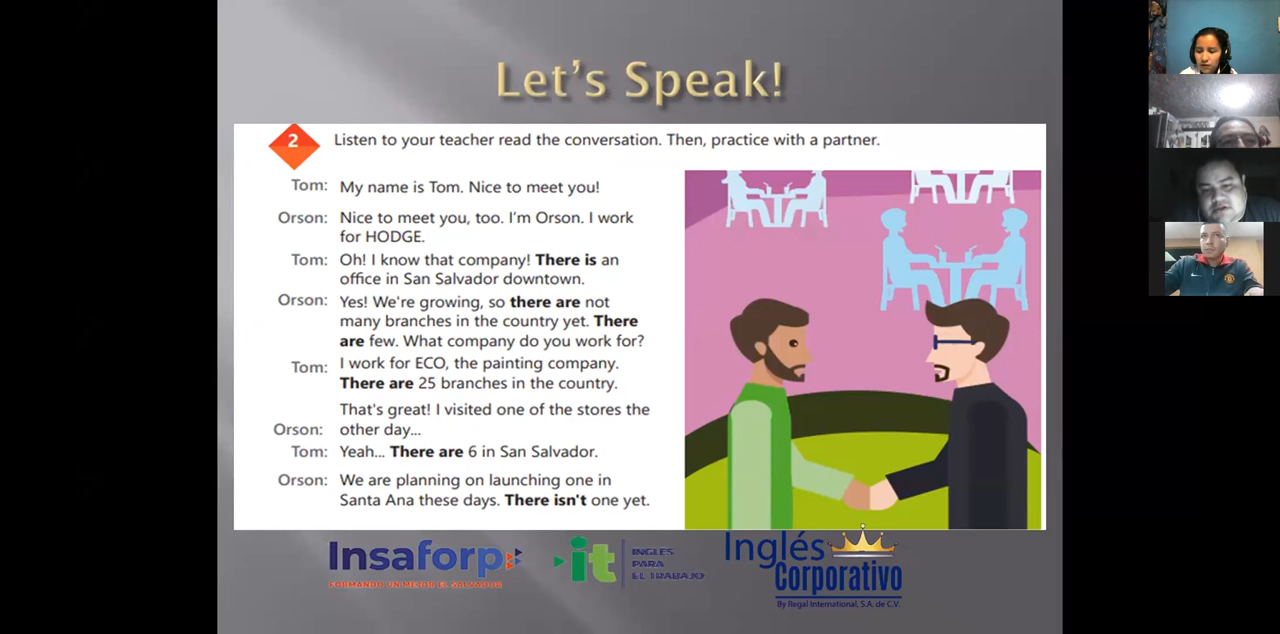 Let's Speak!
2 Listen to your teacher read the conversation. Then, practice with a partner.
Tom: My name is Tom. Nice to meet you!
Orson: Nice to meet you, too. I'm Orson. I work
for HODGE.
Tom: Oh! I know that company! There is an
office in San Salvador downtown.
Orson: Yes! We're growing, so there are not
many branches in the country yet. There
are few. What company do you work for?
Tom: I work for ECO, the painting company.
There are 25 branches in the country.
That's great! I visited one of the stores the
Orson: other day...
Tom: Yeah... There are 6 in San Salvador.
Orson: We are planning on launching one in
Santa Ana these days. There isn't one yet.
Insaforp
FORMANDO UN MEJOR EL SALVADOR
it
INGLES
PARA
EL TRABAJO
Inglés
Corporativo
By Regal International, S.A. de C.V.